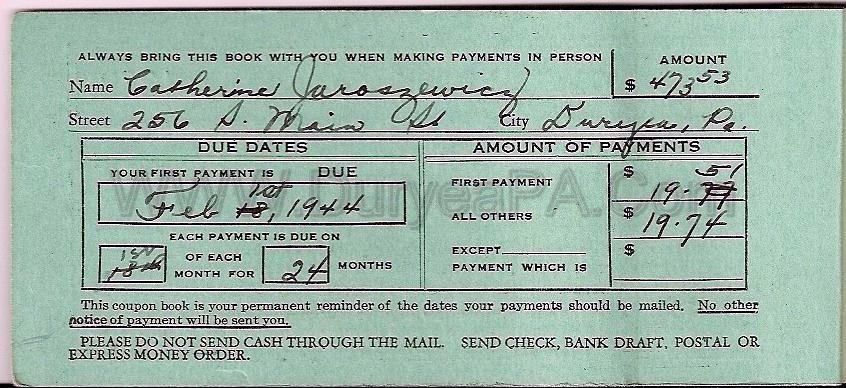 ALWAYS BRING THIS BOOK WITH YOU WHEN MAKING PAYMENTS IN PERSON
AMOUNT
Name Catherine Jaroszewicz
$ 473 53
Street 256 S. Main St City Duryea, Pa.
DUE DATES
AMOUNT OF PAYMENTS
YOUR FIRST PAYMENT IS DUE
FIRST PAYMENT $ 19.77 51
Feb 18, 1st 1944
ALL OTHERS $ 19.74
EACH PAYMENT IS DUE ON
18th 1st OF EACH MONTH FOR 24 MONTHS
EXCEPT
PAYMENT WHICH IS $
www.DuryeaPA.Com
This coupon book is your permanent reminder of the dates your payments should be mailed. No other
notice of payment will be sent you.
PLEASE DO NOT SEND CASH THROUGH THE MAIL. SEND CHECK, BANK DRAFT, POSTAL OR
EXPRESS MONEY ORDER.